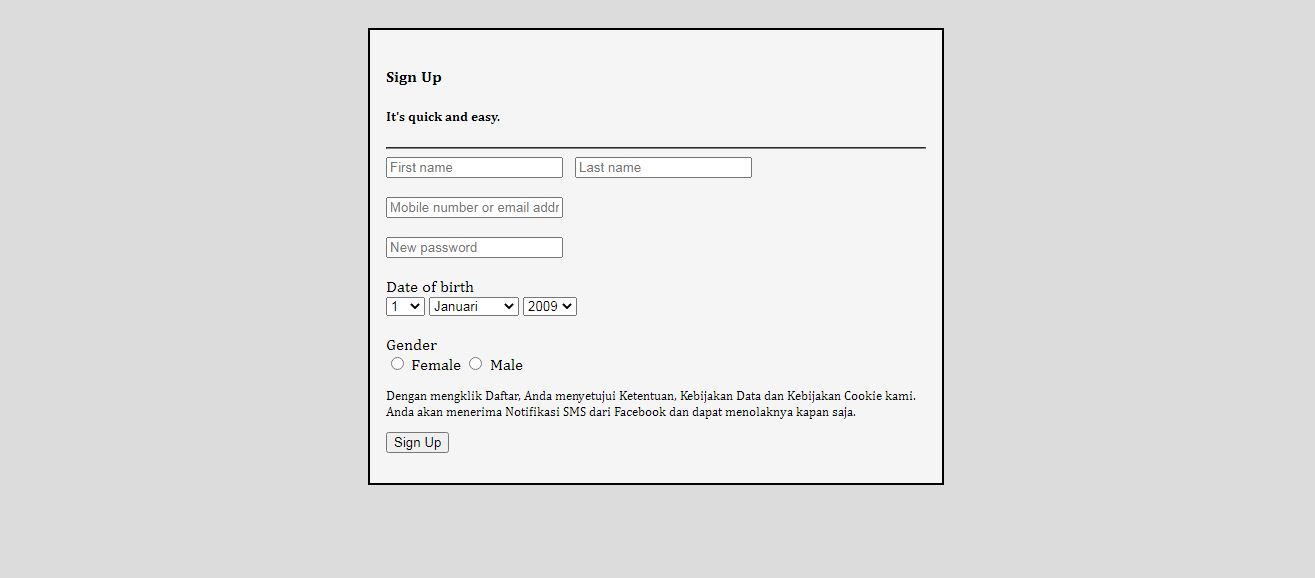 Sign Up
It's quick and easy.
First name Last name
Mobile number or email addr
New password
Date of birth
1 Januari 2009
Gender
Female Male
Dengan mengklik Daftar, Anda menyetujui Ketentuan, Kebijakan Data dan Kebijakan Cookie kami.
Anda akan menerima Notifikasi SMS dari Facebook dan dapat menolaknya kapan saja.
Sign Up